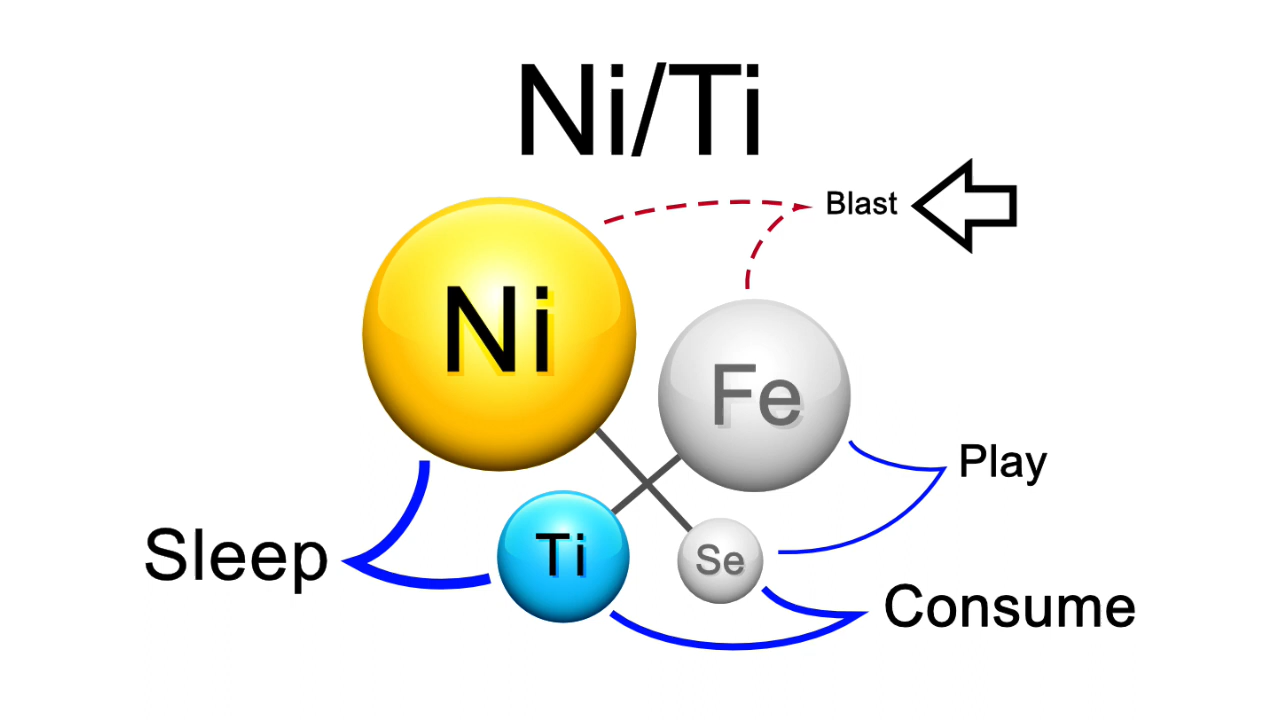 Ni/Ti
Blast
Ni
Fe
Play
Sleep
Ti
Se
Consume